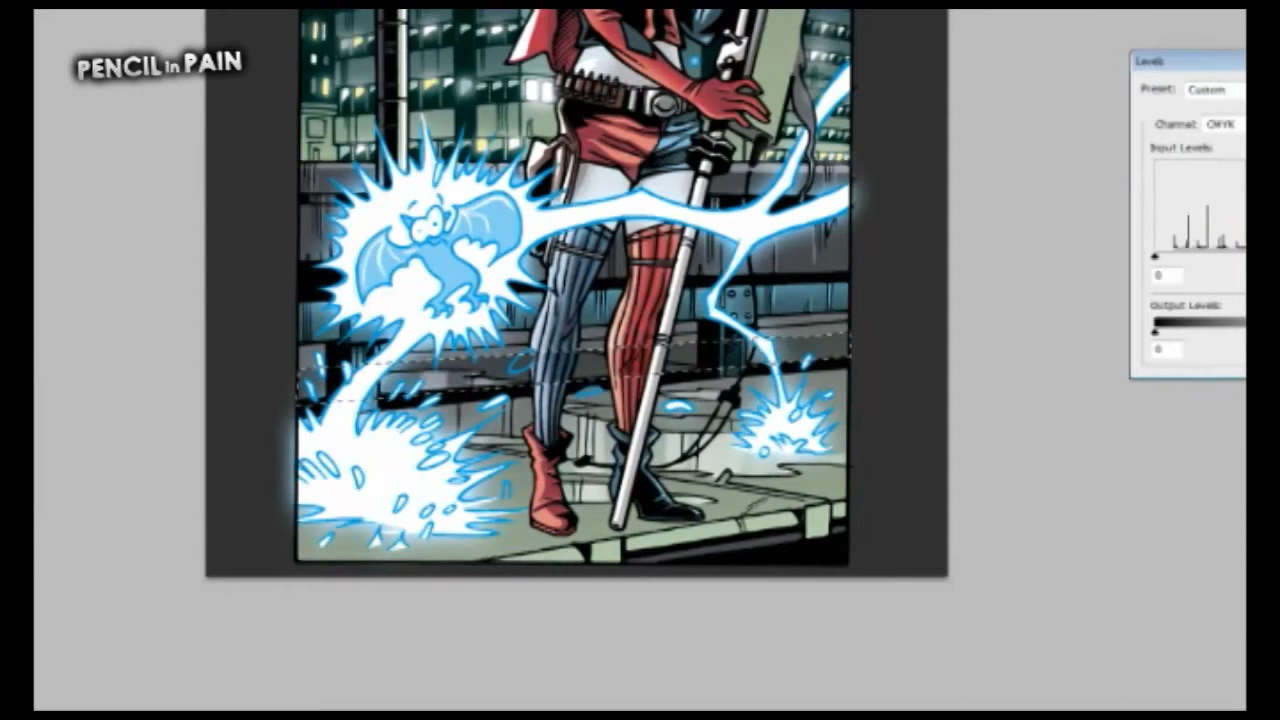 PENCIL in PAIN
Levels
Preset: Custom
Channel: CMYK
Input Levels:
0
Output Levels:
0